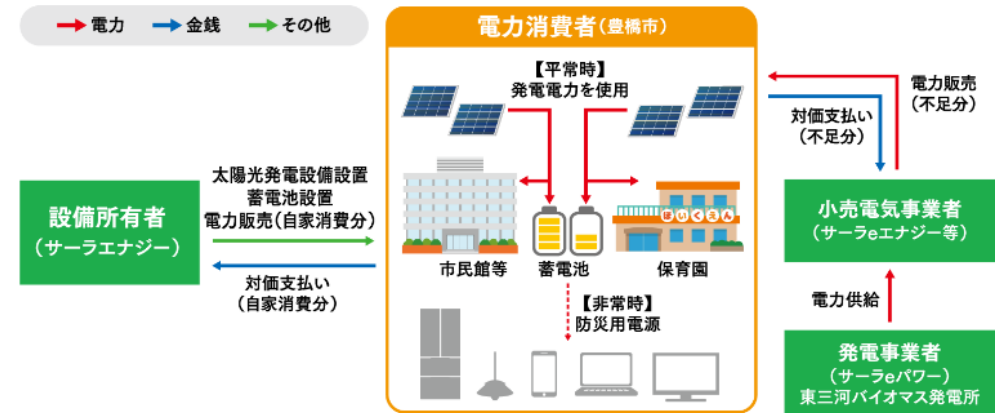 電力
金銭
その他
電力消費者(豊橋市)
【平常時】
発電電力を使用
電力販売
(不足分)
対価支払い
(不足分)
太陽光発電設備設置
蓄電池設置
電力販売(自家消費分)
設備所有者
(サーラエナジー)
対価支払い
(自家消費分)
ほいくえん
市民館等
蓄電池
保育園
小売電気事業者
(サーラeエナジー等)
【非常時】
防災用電源
電力供給
発電事業者
(サーラeパワー)
東三河バイオマス発電所